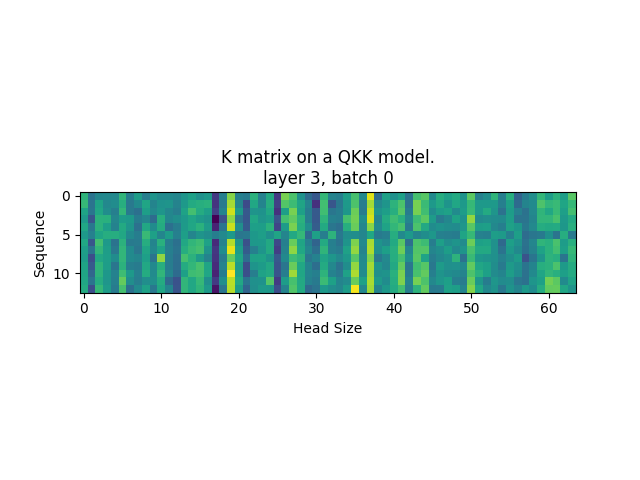 K matrix on a QKK model.
layer 3, batch 0
0
5
10
Sequence
0 10 20 30 40 50 60
Head Size